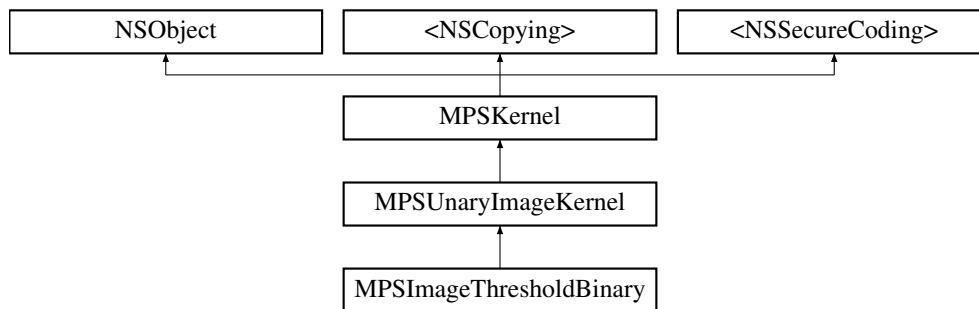 NSObject
<NSCopying>
<NSSecureCoding>
MPSKernel
MPSUnaryImageKernel
MPSImageThresholdBinary